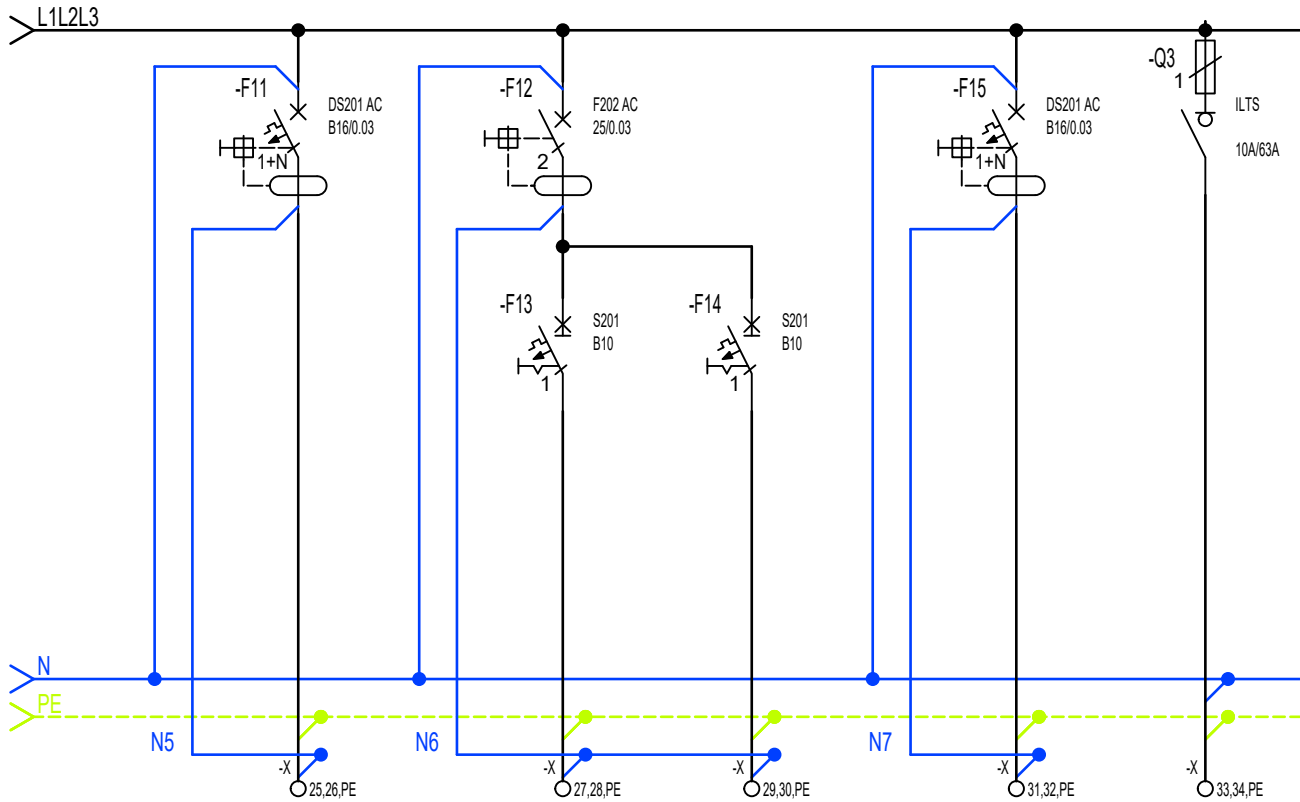 L1L2L3
-F11
DS201 AC
B16/0.03
1+N
-F12
F202 AC
25/0.03
2
-F15
DS201 AC
B16/0.03
1+N
-Q3
1
ILTS
10A/63A
-F13
S201
B10
1
-F14
S201
B10
1
N
PE
N5
N6
N7
-X
25,26,PE
-X
27,28,PE
-X
29,30,PE
-X
31,32,PE
-X
33,34,PE